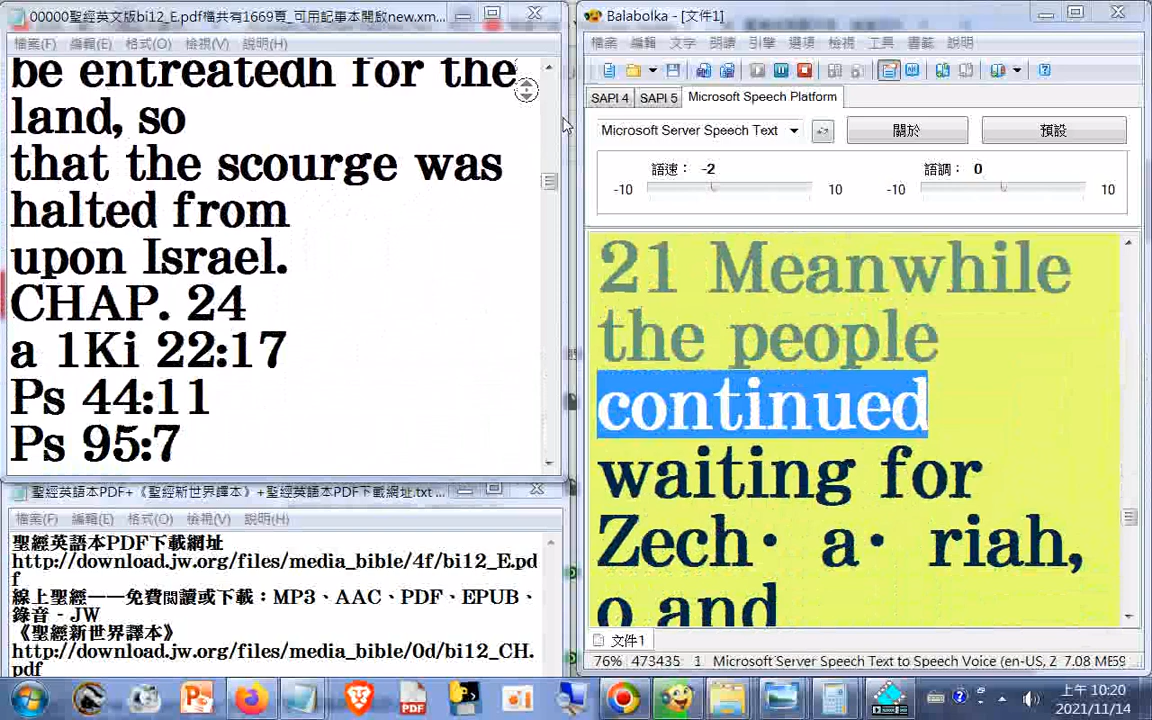 00000聖經英文版bi12_E.pdf檔共有1669頁_可用記事本開啟new.xm...
檔案(F) 編輯(E) 格式(O) 檢視(V) 說明(H)
be entreatedh for the
land, so
that the scourge was
halted from
upon Israel.
CHAP. 24
a 1Ki 22:17
Ps 44:11
Ps 95:7
聖經英語本PDF+《聖經新世界譯本》+聖經英語本PDF下載網址.txt ...
檔案(F) 編輯(E) 格式(O) 檢視(V) 說明(H)
聖經英語本PDF下載網址
http://download.jw.org/files/media_bible/4f/bi12_E.pd
f
線上聖經——免費閱讀或下載：MP3、AAC、PDF、EPUB、
錄音 - JW
《聖經新世界譯本》
http://download.jw.org/files/media_bible/0d/bi12_CH.
pdf
Balabolka - [文件1]
檔案 編輯 文字 朗讀 引擎 選項 檢視 工具 書籤 說明
SAPI 4 SAPI 5 Microsoft Speech Platform
Microsoft Server Speech Text 關於 預設
語速： -2 語調： 0
-10 10 -10 10
21 Meanwhile
the people
continued
waiting for
Zech· a· riah,
o and
文件1
76% 473435 1 Microsoft Server Speech Text to Speech Voice (en-US, Z 7.08 ME59
上午 10:20
2021/11/14